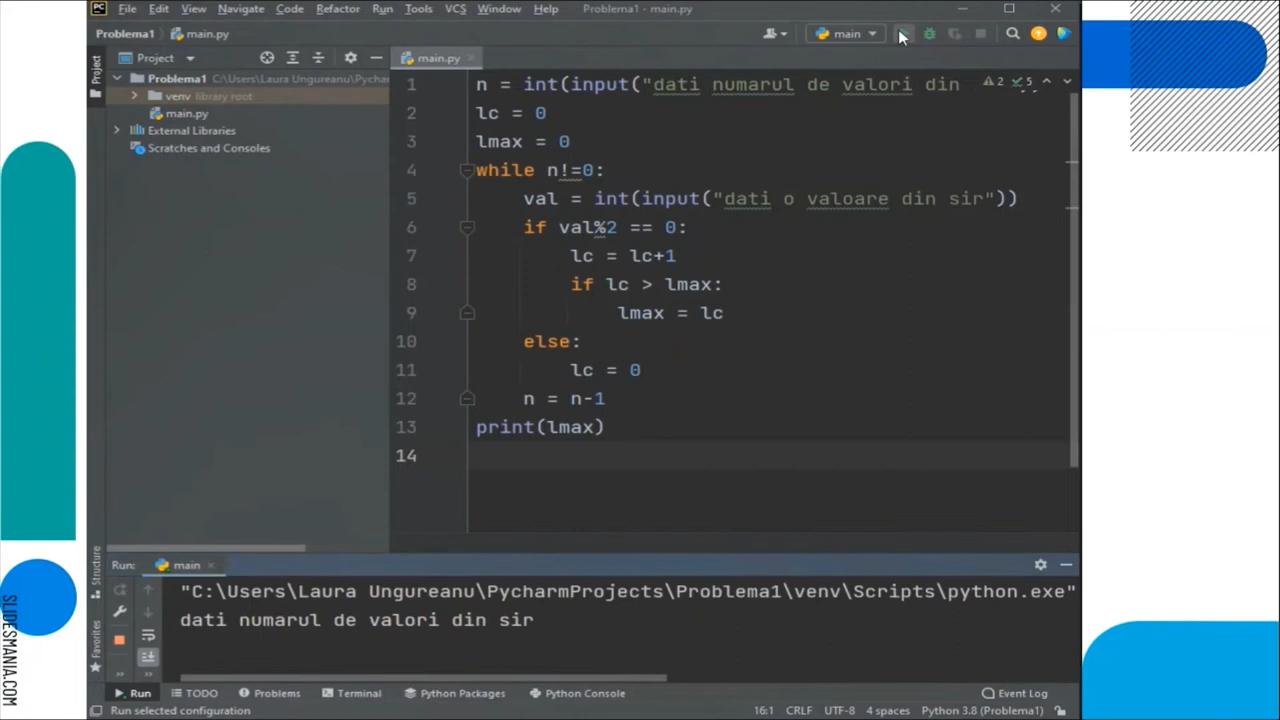 File Edit View Navigate Code Refactor Run Tools VCS Window Help Problema1 - main.py
Problema1 main.py main
Project main.py
Project
Problema1 C:\Users\Laura Ungureanu\Pycharm
venv library root
main.py
External Libraries
Scratches and Consoles
1 n = int(input("dati numarul de valori din 2 5
2 lc = 0
3 lmax = 0
4 while n!=0:
5 val = int(input("dati o valoare din sir"))
6 if val%2 == 0:
7 lc = lc+1
8 if lc > lmax:
9 lmax = lc
10 else:
11 lc = 0
12 n = n-1
13 print(lmax)
14
Structure
Favorites
Run: main
"C:\Users\Laura Ungureanu\PycharmProjects\Problema1\venv\Scripts\python.exe"
dati numarul de valori din sir
Run TODO Problems Terminal Python Packages Python Console Event Log
Run selected configuration 16:1 CRLF UTF-8 4 spaces Python 3.8 (Problema1)
SLIDESMANIA.COM